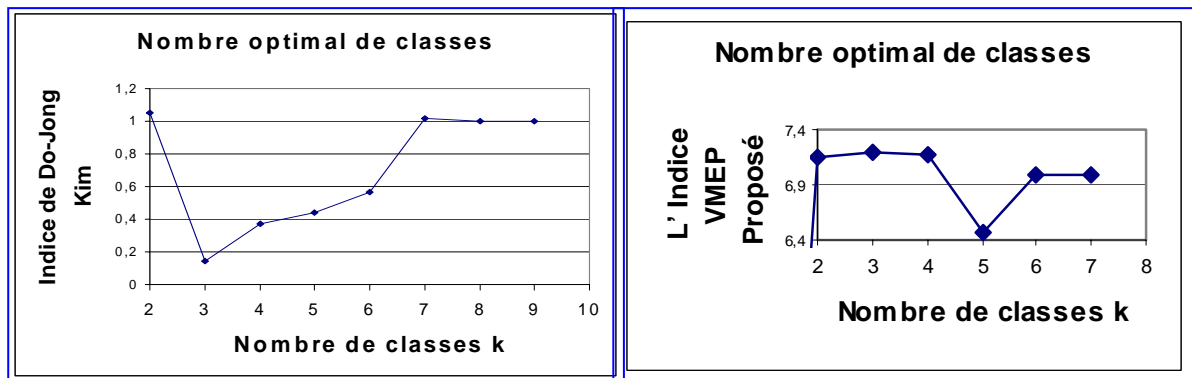 Nombre optimal de classes
Indice de Do-Jong
Kim
1,2
1
0,8
0,6
0,4
0,2
0
2 3 4 5 6 7 8 9 10
Nombre de classes k
Nombre optimal de classes
L' Indice
VMEP
Proposé
7,4
6,9
6,4
2 3 4 5 6 7 8
Nombre de classes k